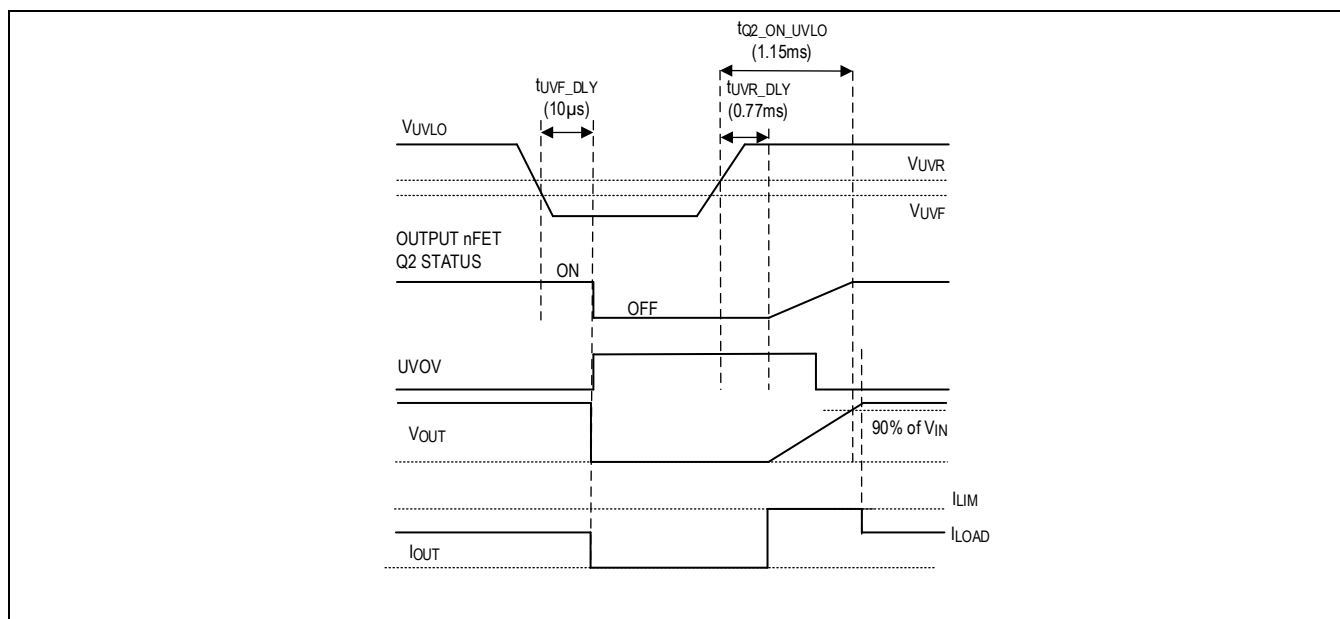 tQ2_ON_UVLO
(1.15ms)
tUVF_DLY
(10µs)
tUVR_DLY
(0.77ms)
VUVLO
VUVR
VUVF
OUTPUT nFET
Q2 STATUS
ON
OFF
UVOV
VOUT
90% of VIN
ILIM
ILOAD
IOUT